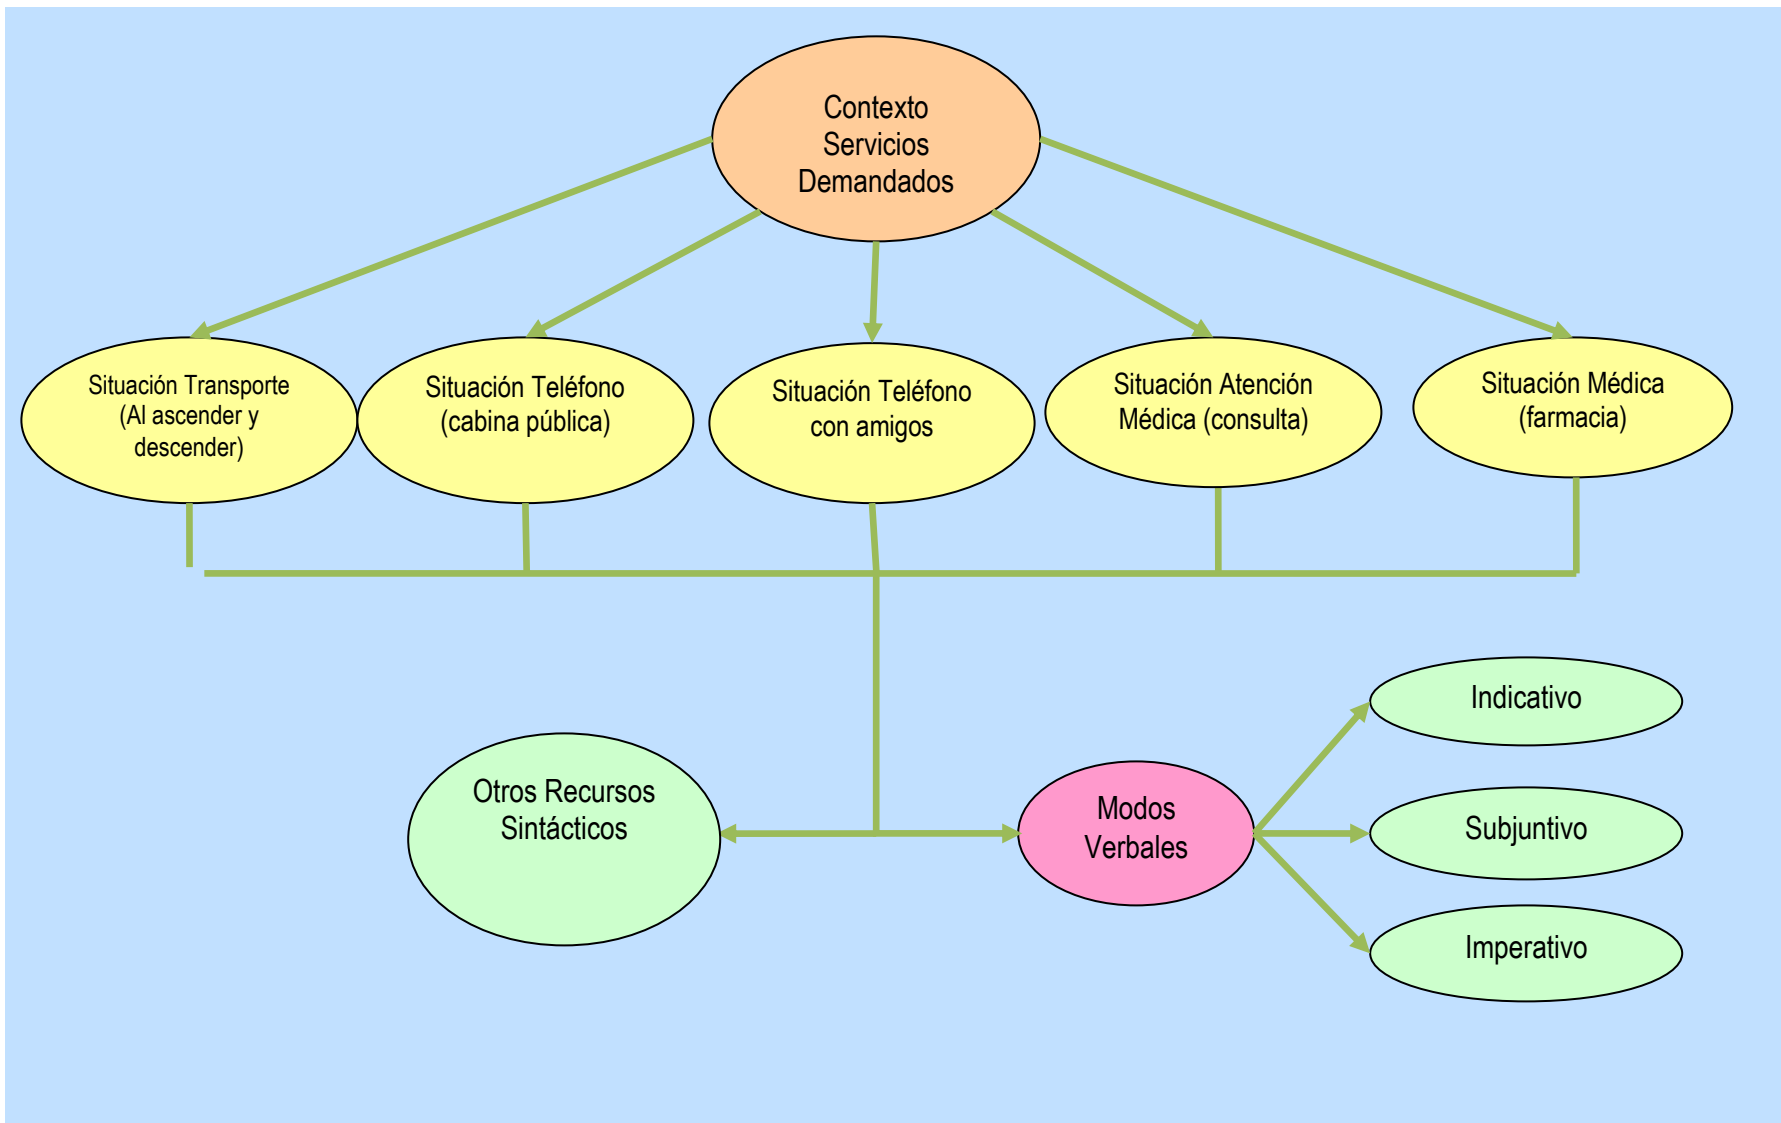 Contexto
Servicios
Demandados
Situación Transporte
(Al ascender y
descender)
Situación Teléfono
(cabina pública)
Situación Teléfono
con amigos
Situación Atención
Médica (consulta)
Situación Médica
(farmacia)
Otros Recursos
Sintácticos
Modos
Verbales
Indicativo
Subjuntivo
Imperativo